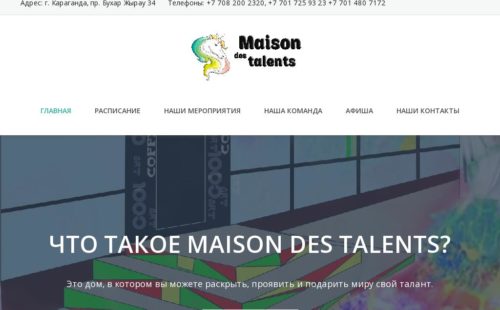 Адрес: г. Караганда, пр. Бухар Жырау 34 Телефоны: +7 708 200 2320, +7 701 725 93 23 +7 701 480 7172
Maison
des talents
ГЛАВНАЯ РАСПИСАНИЕ НАШИ МЕРОПРИЯТИЯ НАША КОМАНДА АФИША НАШИ КОНТАКТЫ
ЧТО ТАКОЕ MAISON DES TALENTS?
Это дом, в котором вы можете раскрыть, проявить и подарить миру свой талант.